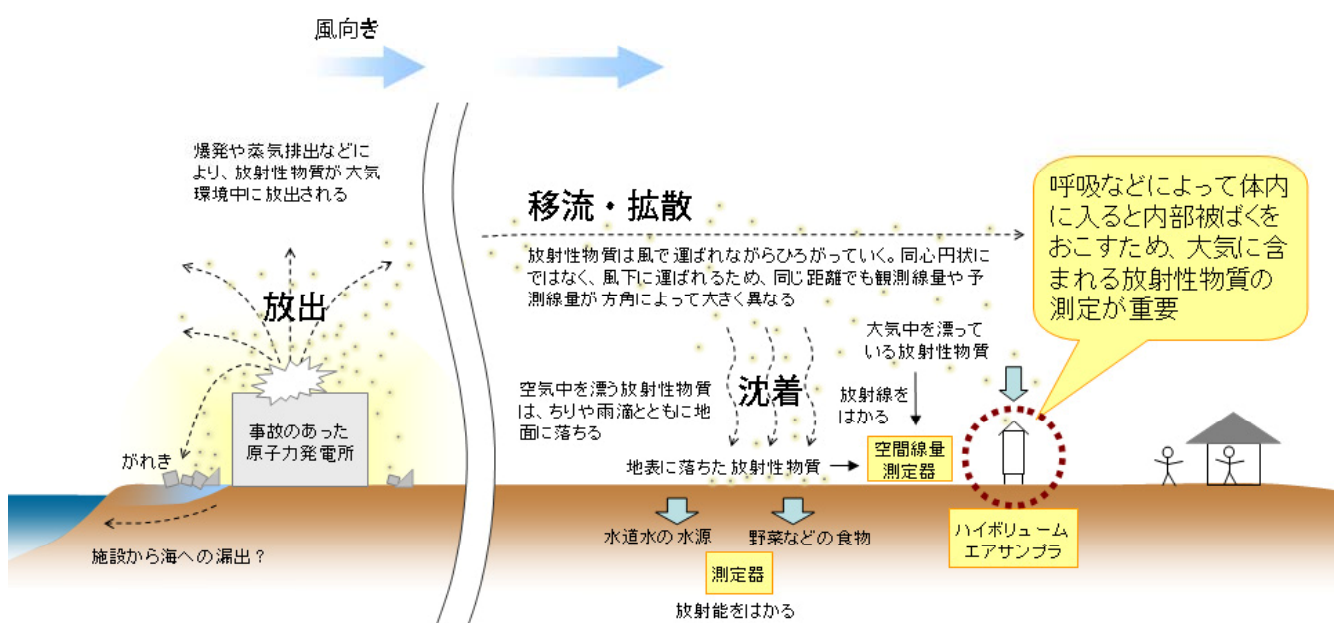 風向き
爆発や蒸気排出などに
より、放射性物質が大気
環境中に放出される
放出
事故のあった
原子力発電所
がれき
施設から海への漏出？
移流・拡散
放射性物質は風で運ばれながらひろがっていく。同心円状に
ではなく、風下に運ばれるため、同じ距離でも観測線量や予
測線量が方角によって大きく異なる
空気中を漂う放射性物質
は、ちりや雨滴とともに地
面に落ちる
沈着
大気中を漂って
いる放射性物質
放射線を
はかる
地表に落ちた放射性物質
空間線量
測定器
水道水の水源
野菜などの食物
測定器
放射能をはかる
呼吸などによって体内
に入ると内部被ばくを
おこすため、大気に含
まれる放射性物質の
測定が重要
ハイボリューム
エアサンプラ